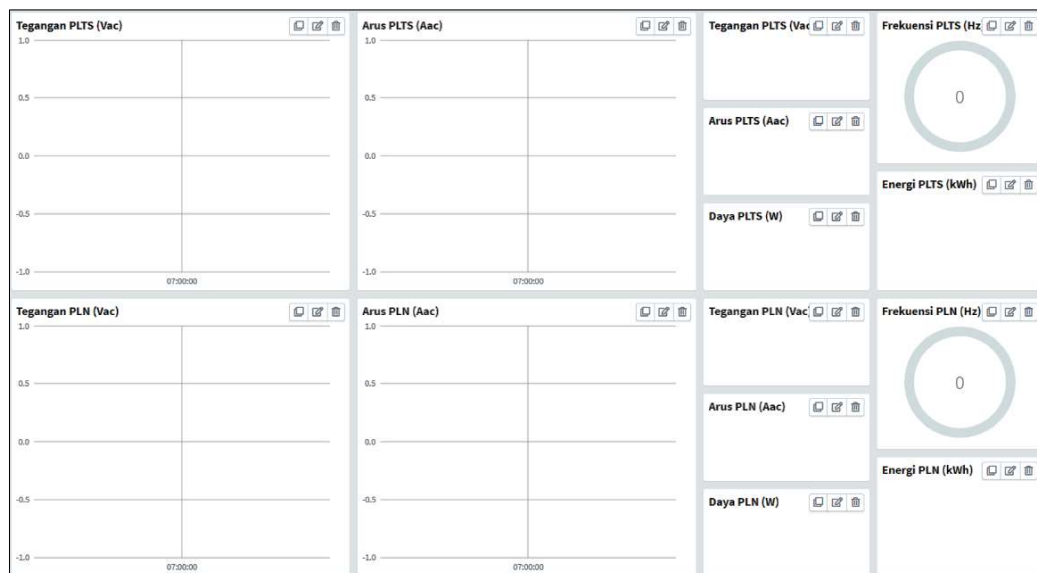 Tegangan PLTS (Vac)
1.0
0.5
0.0
-0.5
-1.0
07:00:00
Arus PLTS (Aac)
1.0
0.5
0.0
-0.5
-1.0
07:00:00
Tegangan PLTS (Vac
Arus PLTS (Aac)
Daya PLTS (W)
Frekuensi PLTS (Hz
0
Energi PLTS (kWh)
Tegangan PLN (Vac)
1.0
0.5
0.0
-0.5
-1.0
07:00:00
Arus PLN (Aac)
1.0
0.5
0.0
-0.5
-1.0
07:00:00
Tegangan PLN (Vac)
Arus PLN (Aac)
Daya PLN (W)
Frekuensi PLN (Hz)
0
Energi PLN (kWh)